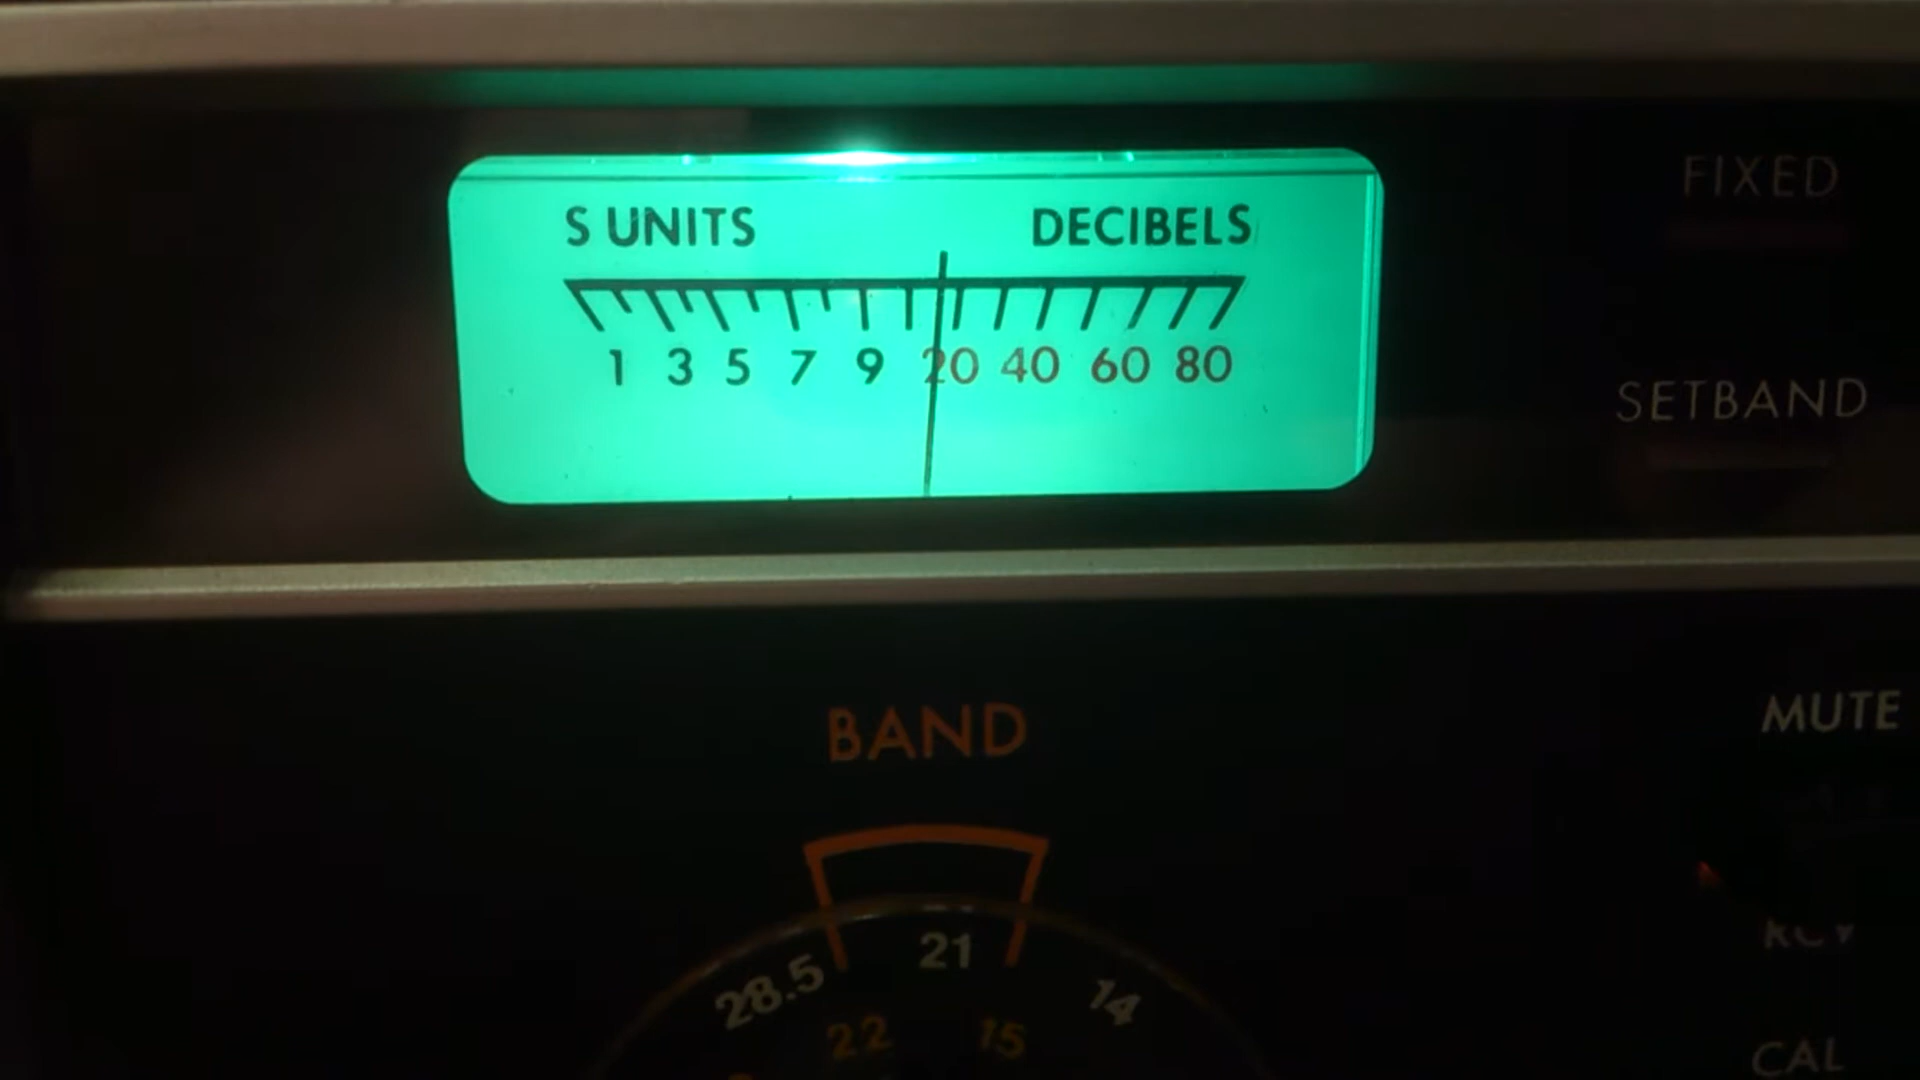 FIXED
S UNITS DECIBELS
1 3 5 7 9 20 40 60 80
SETBAND
MUTE
BAND
RCV
28.5 21 14
22 15
CAL